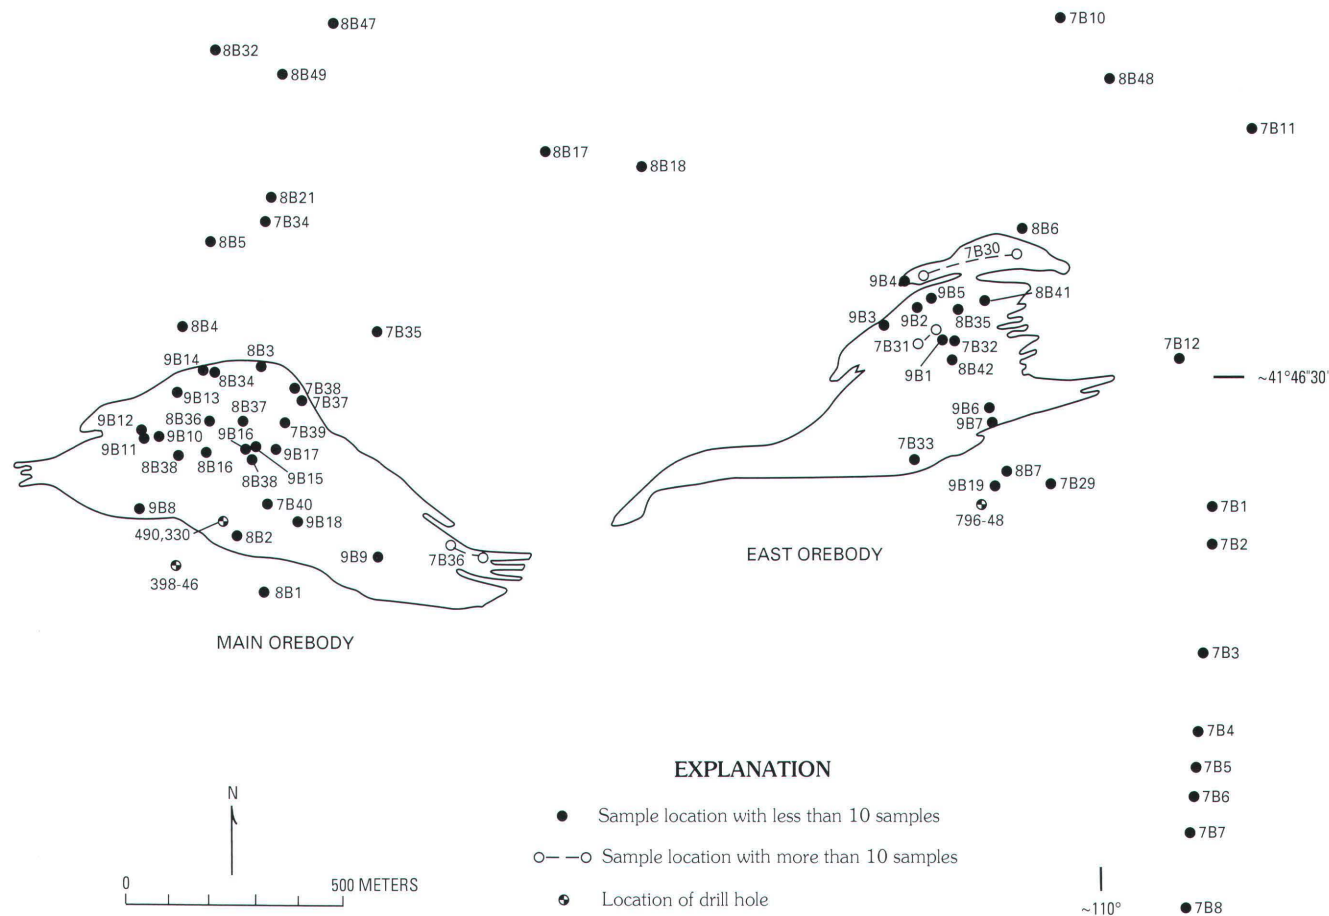 8B47
8B32
8B49
7B10
8B48
7B11
8B17
8B18
8B21
7B34
8B5
8B6
7B30
9B4
9B5
8B41
9B3
9B2
8B35
7B31
7B32
9B1
8B42
7B12
~41°46"30'
8B4
7B35
8B3
9B14
8B34
9B13
7B38
7B37
8B36
8B37
7B39
9B12
9B10
9B16
9B11
9B17
8B38
8B16
9B15
8B38
9B6
9B7
7B33
8B7
9B19
7B29
796-48
7B1
7B2
9B8
7B40
9B18
490,330
8B2
9B9
7B36
398-46
8B1
EAST OREBODY
MAIN OREBODY
7B3
7B4
7B5
7B6
7B7
7B8
~110°
EXPLANATION
Sample location with less than 10 samples
Sample location with more than 10 samples
Location of drill hole
N
0 500 METERS